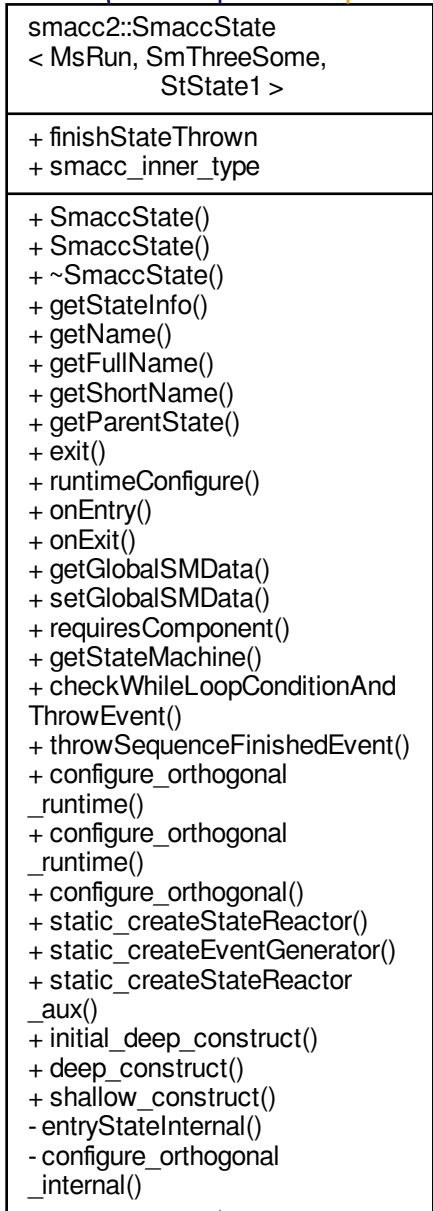 smacc2::SmaccState
< MsRun, SmThreeSome,
StState1 >
+ finishStateThrown
+ smacc_inner_type
+ SmaccState()
+ SmaccState()
+ ~SmaccState()
+ getStateInfo()
+ getName()
+ getFullName()
+ getShortName()
+ getParentState()
+ exit()
+ runtimeConfigure()
+ onEntry()
+ onExit()
+ getGlobalSMData()
+ setGlobalSMData()
+ requiresComponent()
+ getStateMachine()
+ checkWhileLoopConditionAnd
ThrowEvent()
+ throwSequenceFinishedEvent()
+ configure_orthogonal
_runtime()
+ configure_orthogonal
_runtime()
+ configure_orthogonal()
+ static_createStateReactor()
+ static_createEventGenerator()
+ static_createStateReactor
_aux()
+ initial_deep_construct()
+ deep_construct()
+ shallow_construct()
- entryStateInternal()
- configure_orthogonal
_internal()